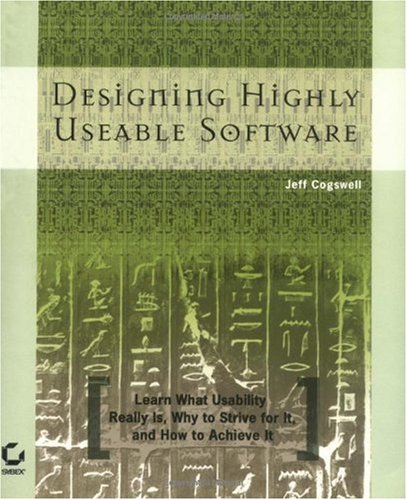 DESIGNING HIGHLY
USEABLE SOFTWARE
Jeff Cogswell
Learn What Usability
Really Is, Why to Strive for It,
and How to Achieve It
SYBEX